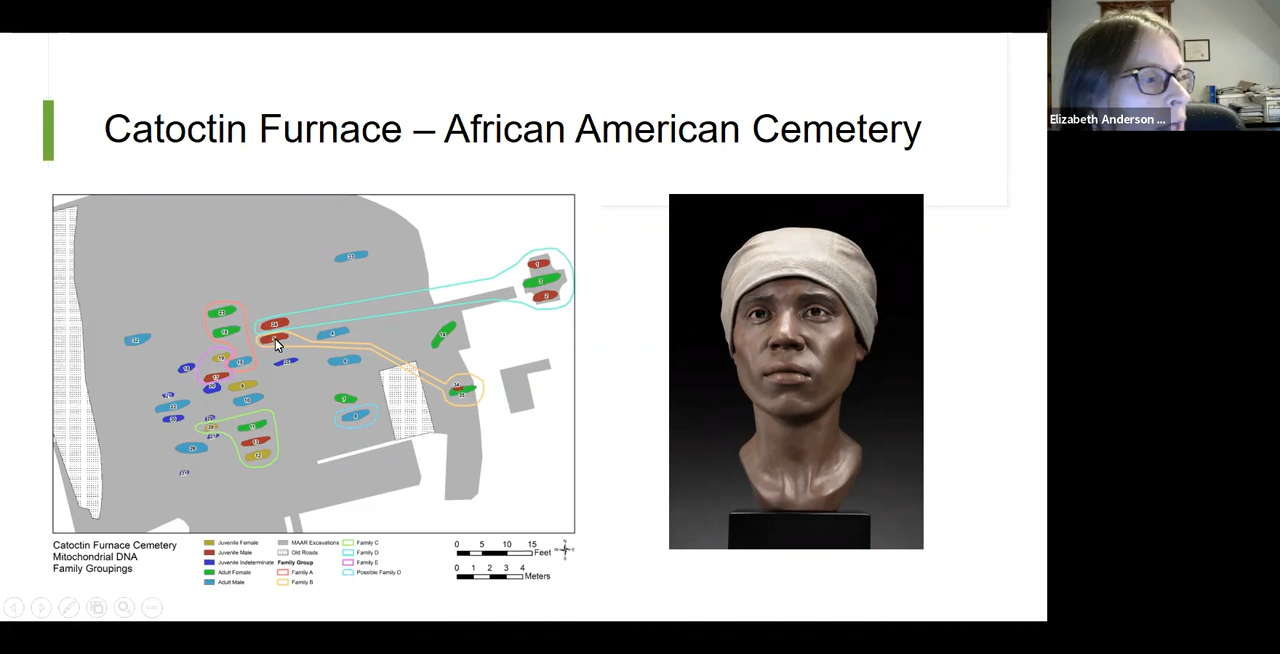 Catoctin Furnace – African American Cemetery
Elizabeth Anderson ...
Catoctin Furnace Cemetery
Mitochondrial DNA
Family Groupings
Juvenile Female
Juvenile Male
Juvenile Indeterminate
Adult Female
Adult Male
MAAR Excavations
Old Roads
Family Group
Family A
Family B
Family C
Family D
Family E
Possible Family D
0 5 10 15
Feet
0 1 2 3 4
Meters